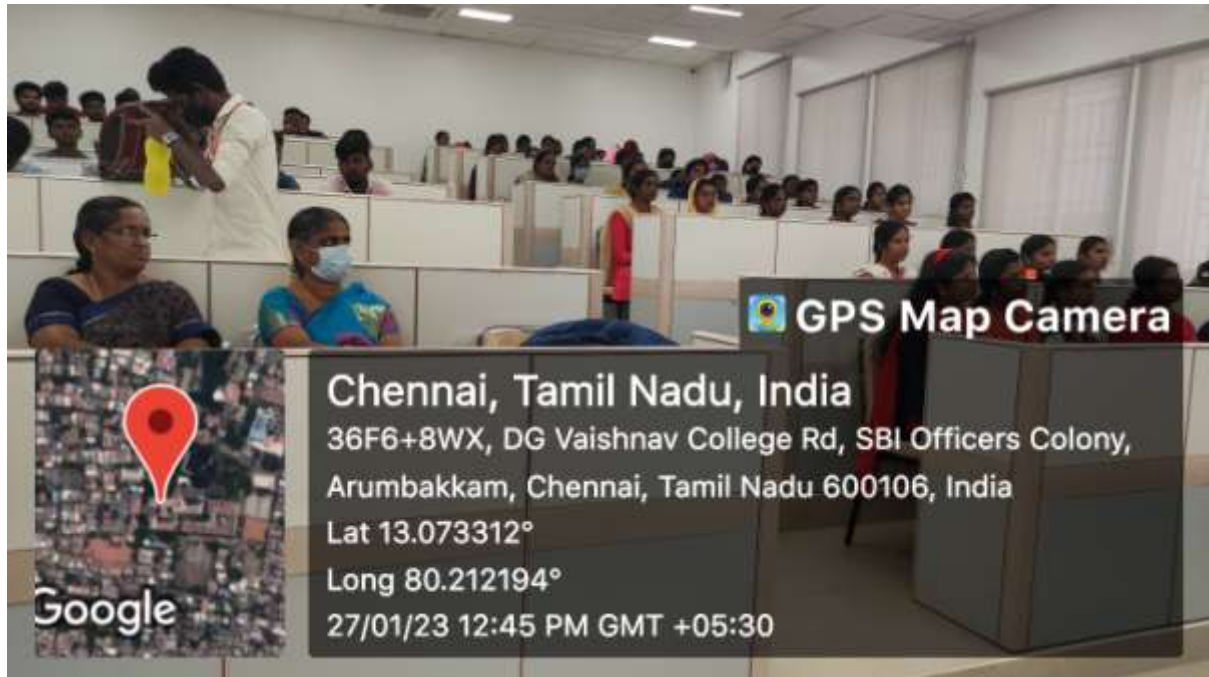 GPS Map Camera
Chennai, Tamil Nadu, India
36F6+8WX, DG Vaishnav College Rd, SBI Officers Colony,
Arumbakkam, Chennai, Tamil Nadu 600106, India
Lat 13.073312°
Long 80.212194°
27/01/23 12:45 PM GMT +05:30
Google